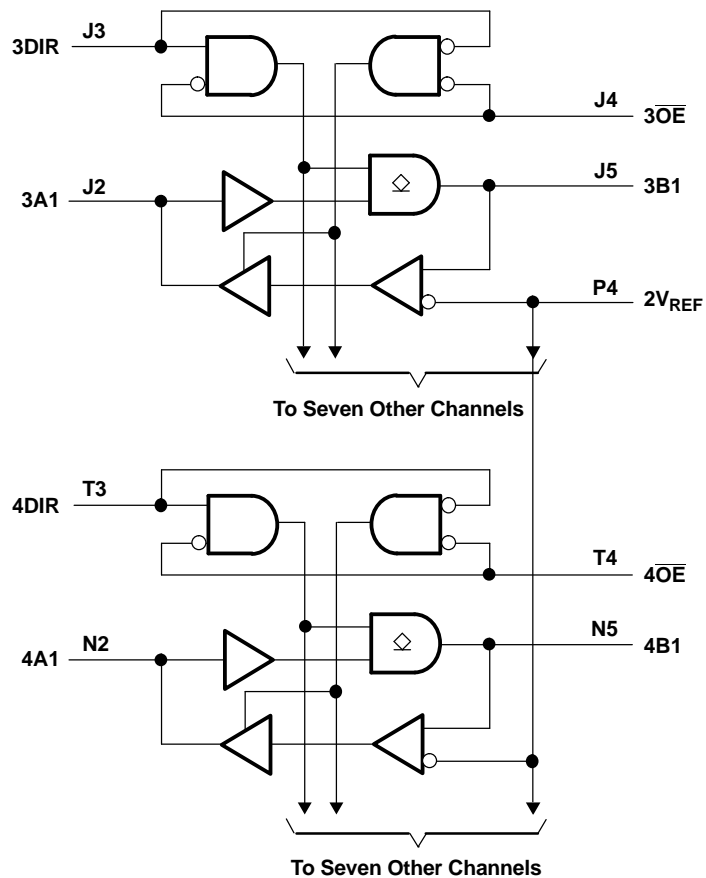 3DIR J3
J4 3OE
3A1 J2
J5 3B1
P4 2VREF
To Seven Other Channels
4DIR T3
T4 4OE
4A1 N2
N5 4B1
To Seven Other Channels